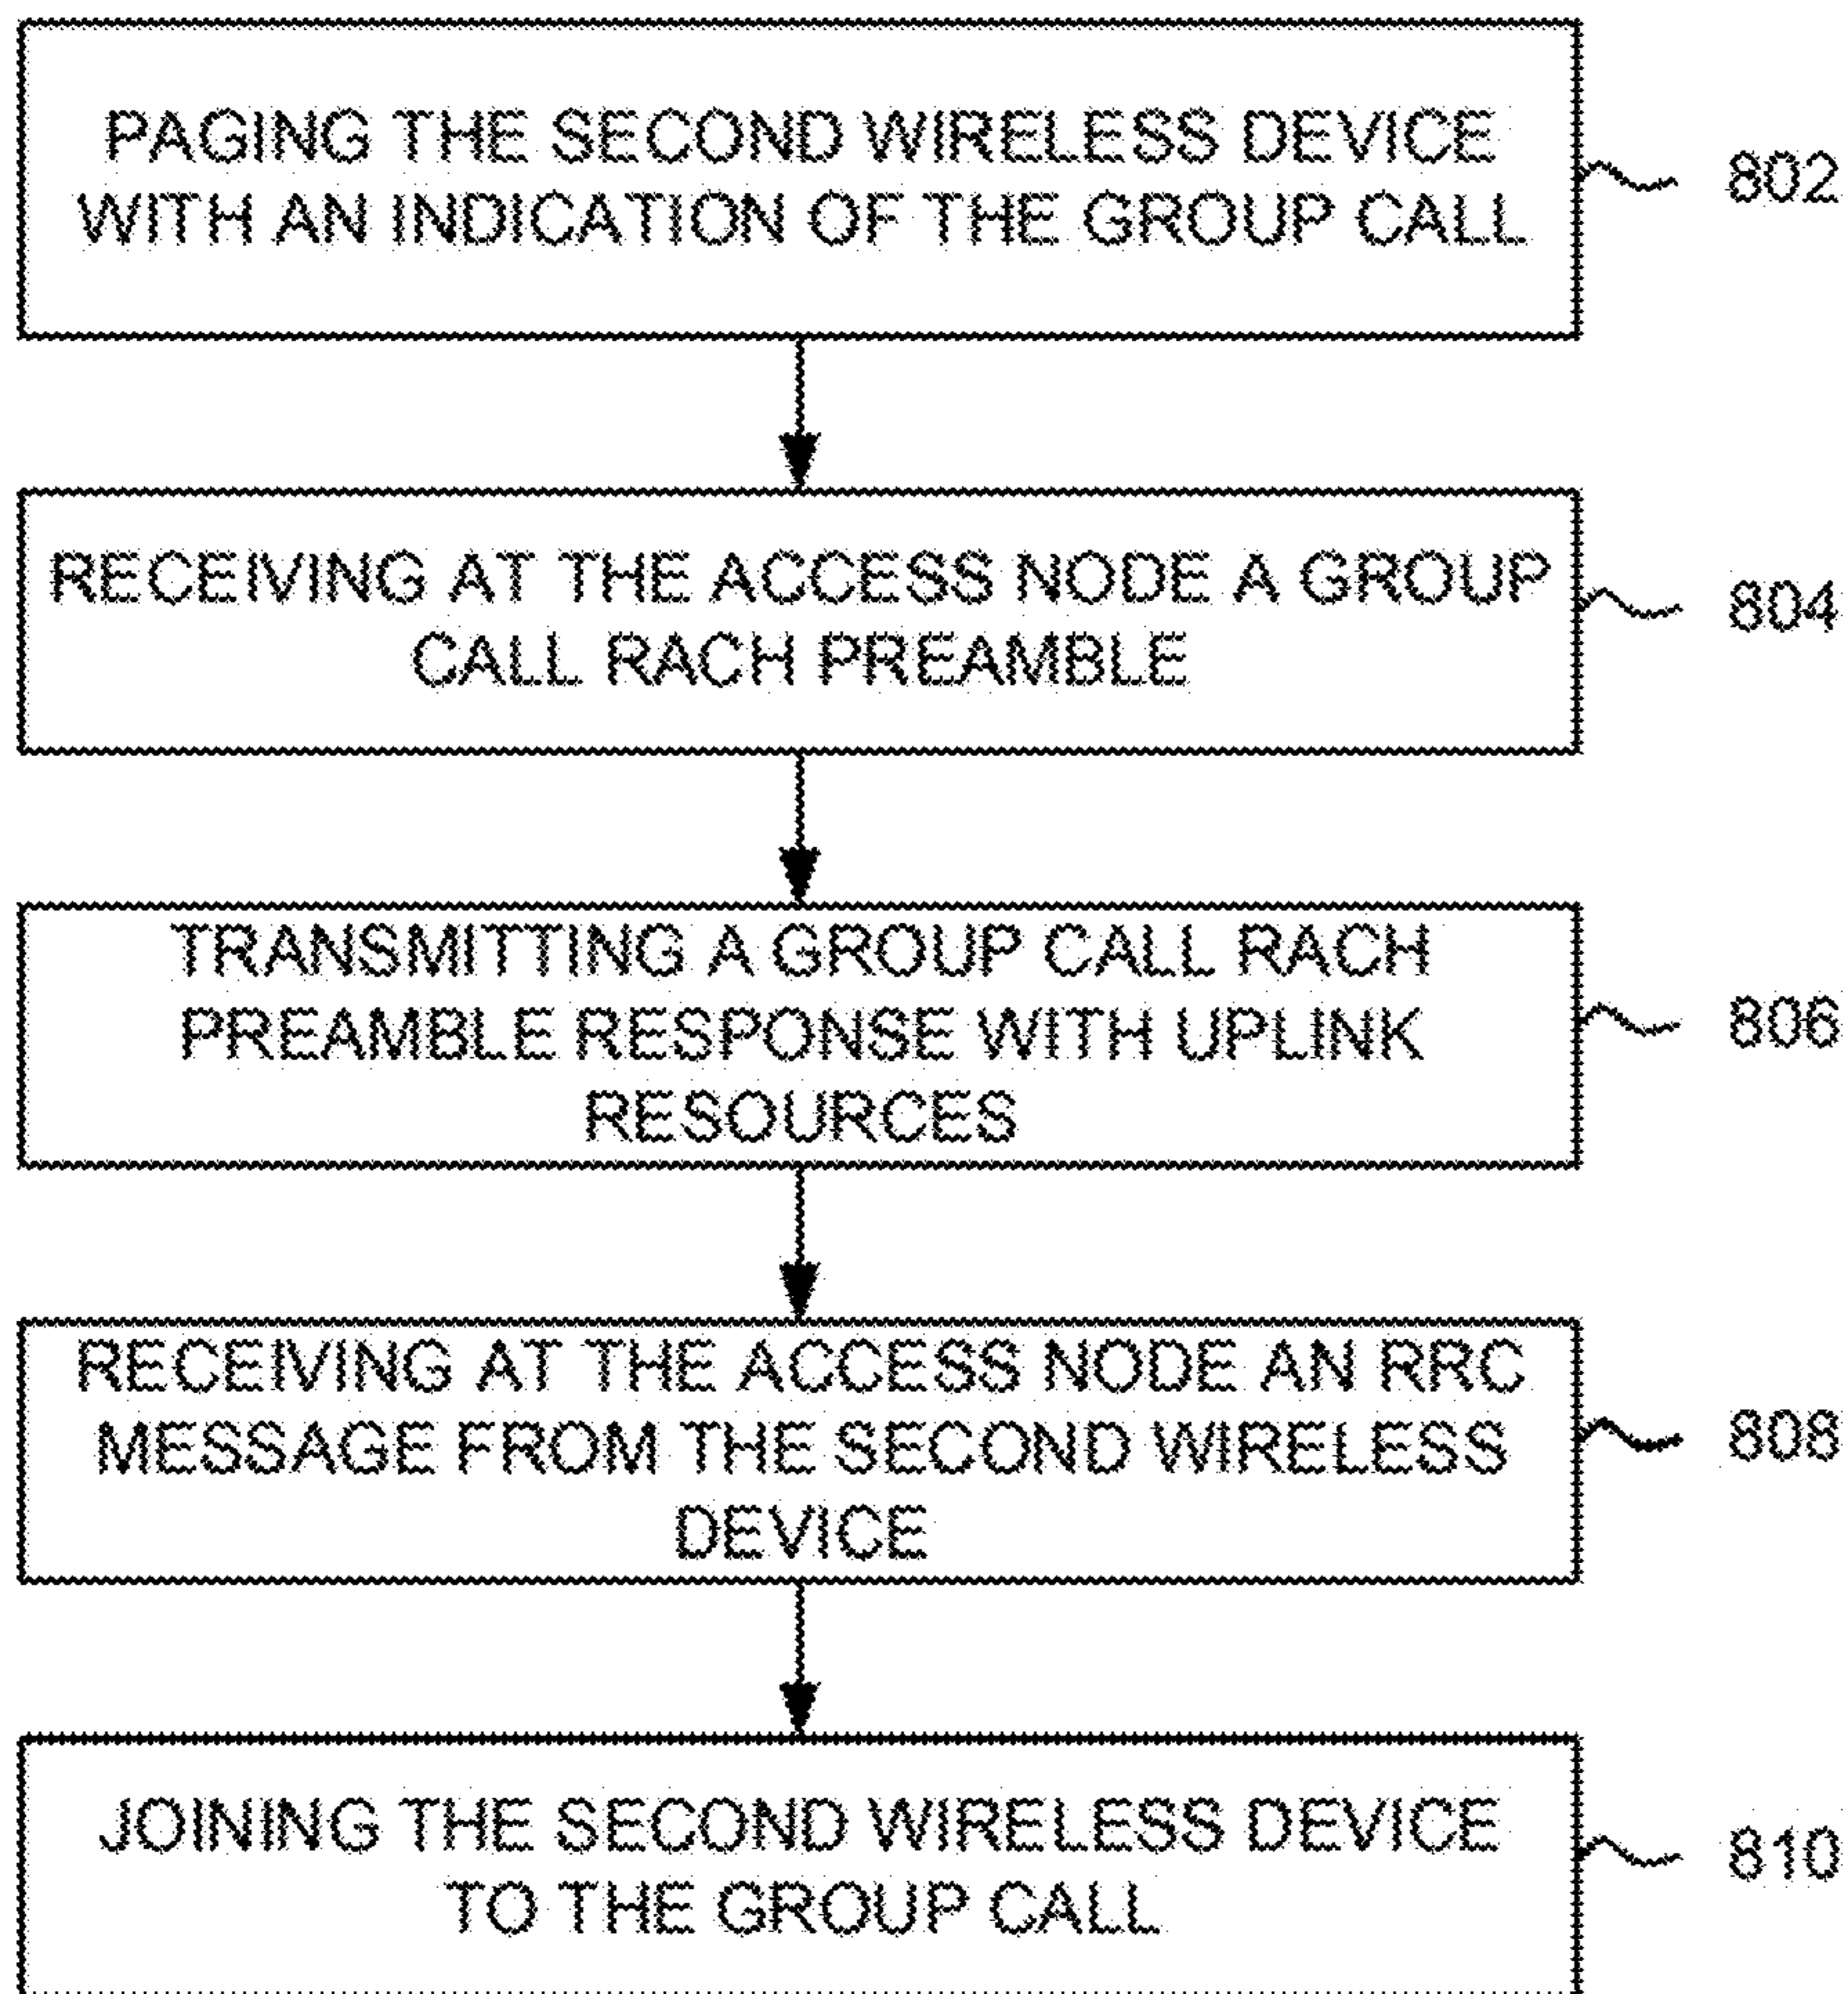 PAGING THE SECOND WIRELESS DEVICE
WITH AN INDICATION OF THE GROUP CALL
802
RECEIVING AT THE ACCESS NODE A GROUP
CALL RACH PREAMBLE
804
TRANSMITTING A GROUP CALL RACH
PREAMBLE RESPONSE WITH UPLINK
RESOURCES
806
RECEIVING AT THE ACCESS NODE AN RRC
MESSAGE FROM THE SECOND WIRELESS
DEVICE
808
JOINING THE SECOND WIRELESS DEVICE
TO THE GROUP CALL
810